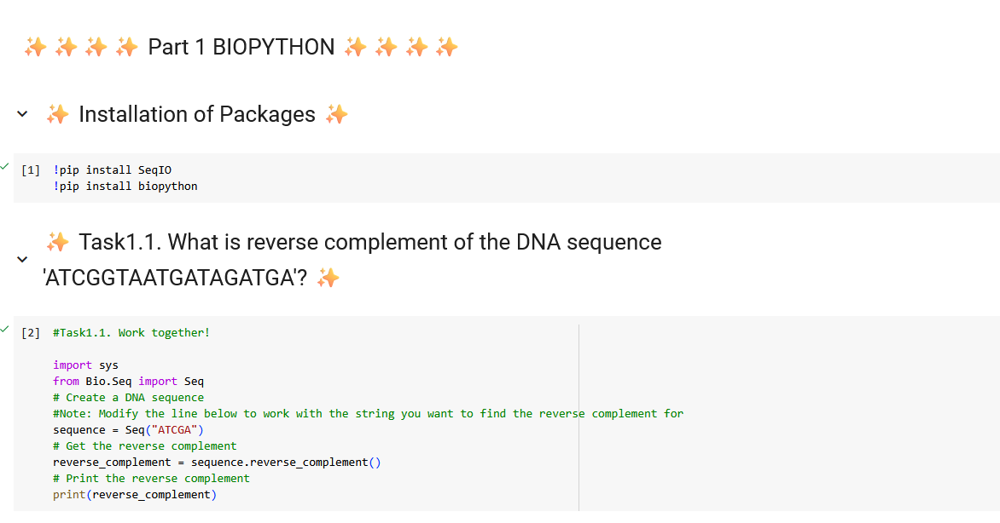 ✨ ✨ ✨ ✨ Part 1 BIOPYTHON ✨ ✨ ✨ ✨
✨ Installation of Packages ✨
[1] !pip install SeqIO
!pip install biopython
✨ Task1.1. What is reverse complement of the DNA sequence
'ATCGGTAATGATAGATGA'? ✨
[2] #Task1.1. Work together!
import sys
from Bio.Seq import Seq
# Create a DNA sequence
#Note: Modify the line below to work with the string you want to find the reverse complement for
sequence = Seq("ATCGA")
# Get the reverse complement
reverse_complement = sequence.reverse_complement()
# Print the reverse complement
print(reverse_complement)